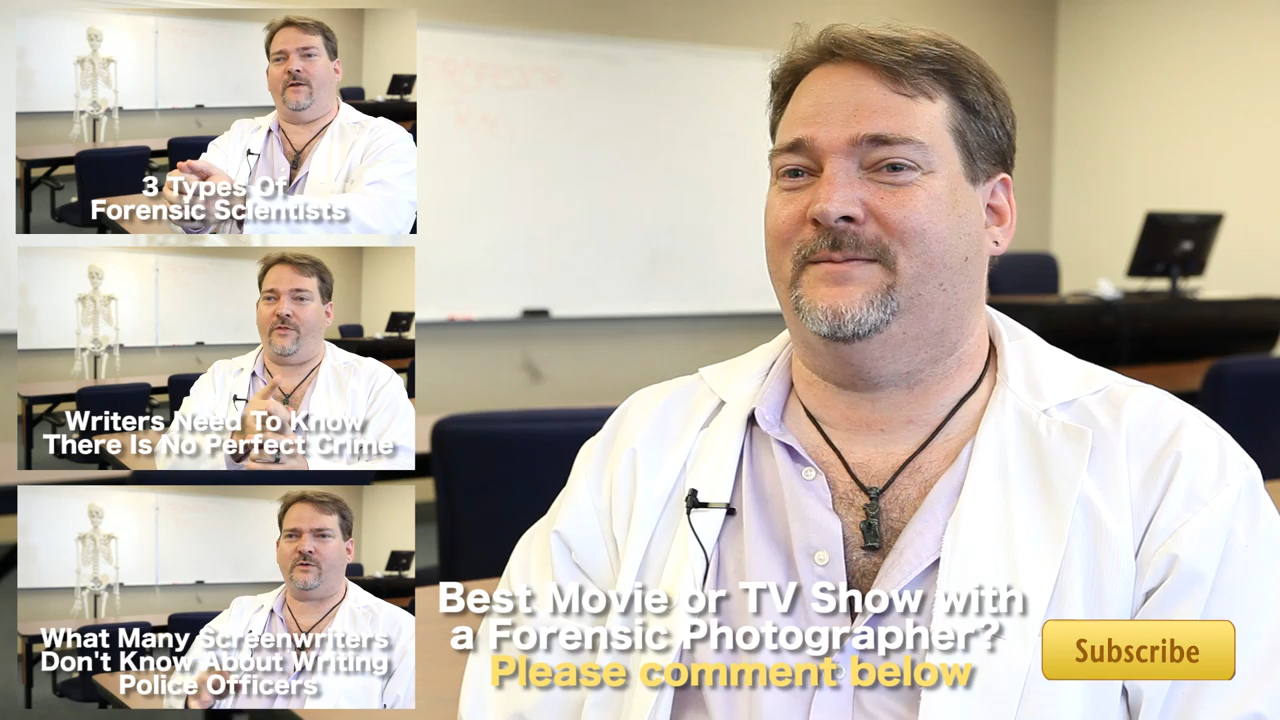 3 Types Of
Forensic Scientists
Writers Need To Know
There Is No Perfect Crime
What Many Screenwriters
Don't Know About Writing
Police Officers
PROFESSOR
Best Movie or TV Show with
a Forensic Photographer?
Please comment below
Subscribe